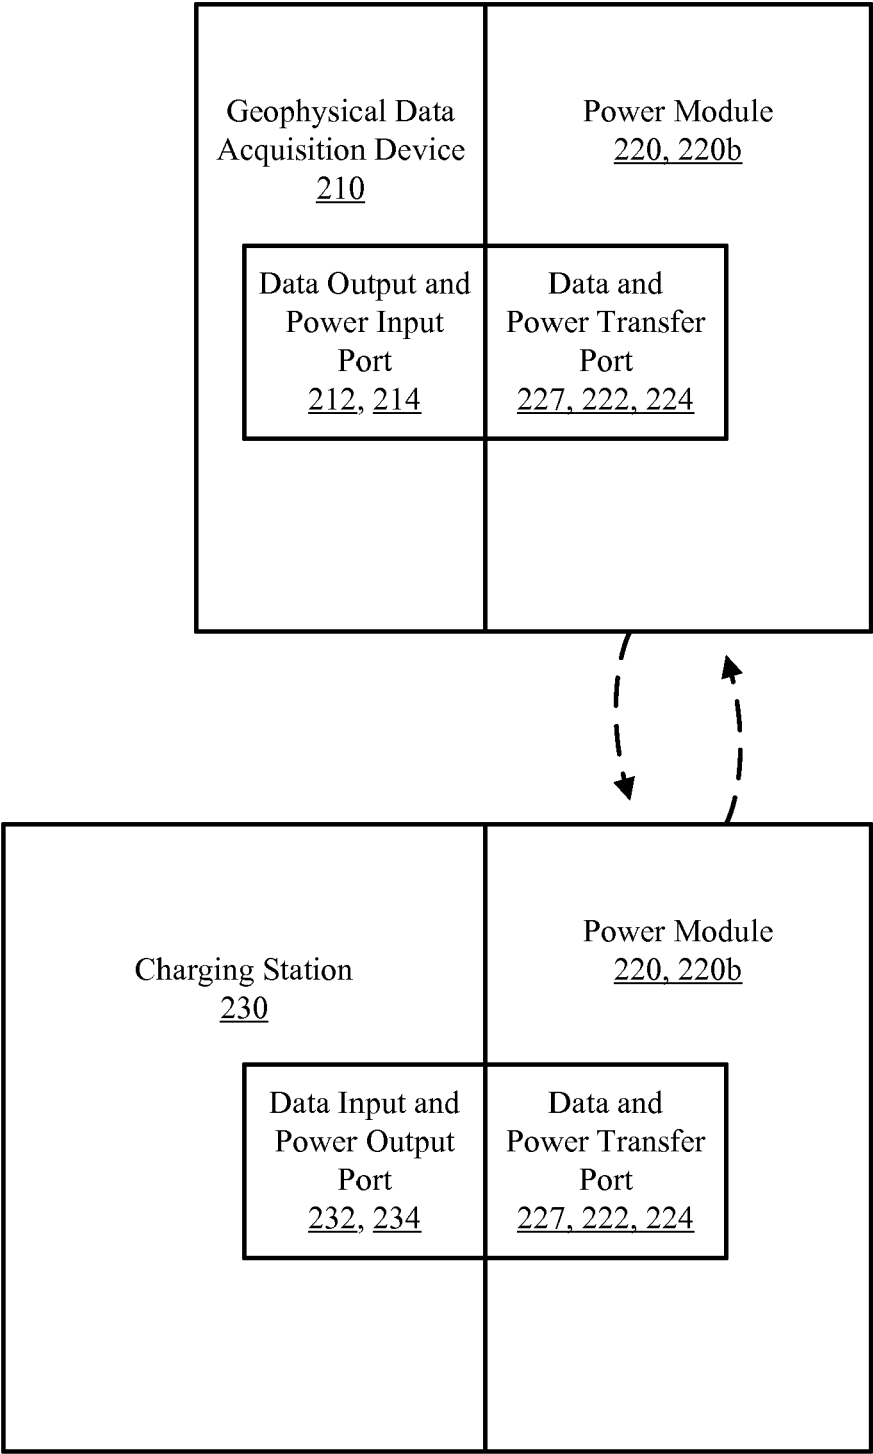 Geophysical Data
Acquisition Device
210
Power Module
220, 220b
Data Output and
Power Input
Port
212, 214
Data and
Power Transfer
Port
227, 222, 224
Charging Station
230
Power Module
220, 220b
Data Input and
Power Output
Port
232, 234
Data and
Power Transfer
Port
227, 222, 224